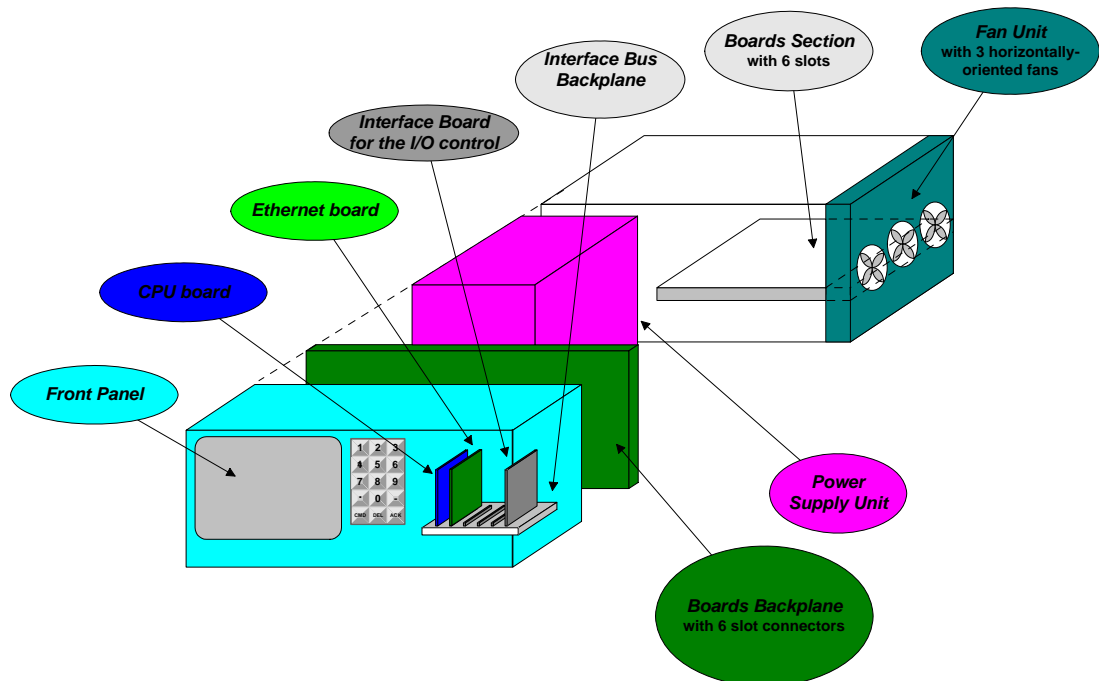 Fan Unit
with 3 horizontally-
oriented fans
Boards Section
with 6 slots
Interface Bus
Backplane
Interface Board
for the I/O control
Ethernet board
CPU board
Front Panel
1 2 3
4 5 6
7 8 9
· 0 -
CMD DEL ACK
Power
Supply Unit
Boards Backplane
with 6 slot connectors